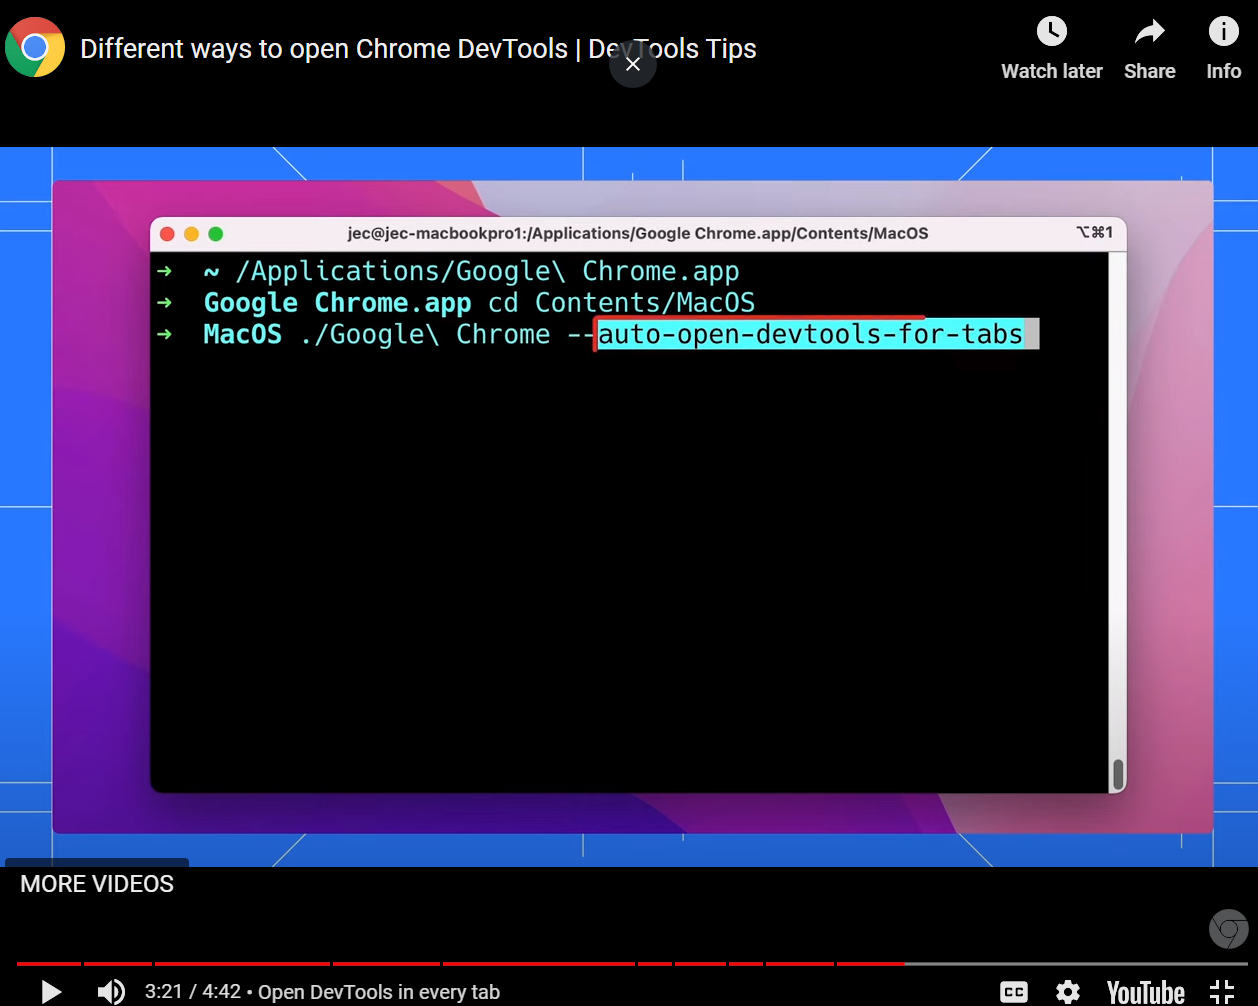 Different ways to open Chrome DevTools | DevTools Tips
Watch later
Share
Info
jec@jec-macbookpro1:/Applications/Google Chrome.app/Contents/MacOS
⌥⌘1
➜ ~ /Applications/Google\ Chrome.app
➜ Google Chrome.app cd Contents/MacOS
➜ MacOS ./Google\ Chrome --auto-open-devtools-for-tabs
MORE VIDEOS
3:21 / 4:42 • Open DevTools in every tab
CC
YouTube